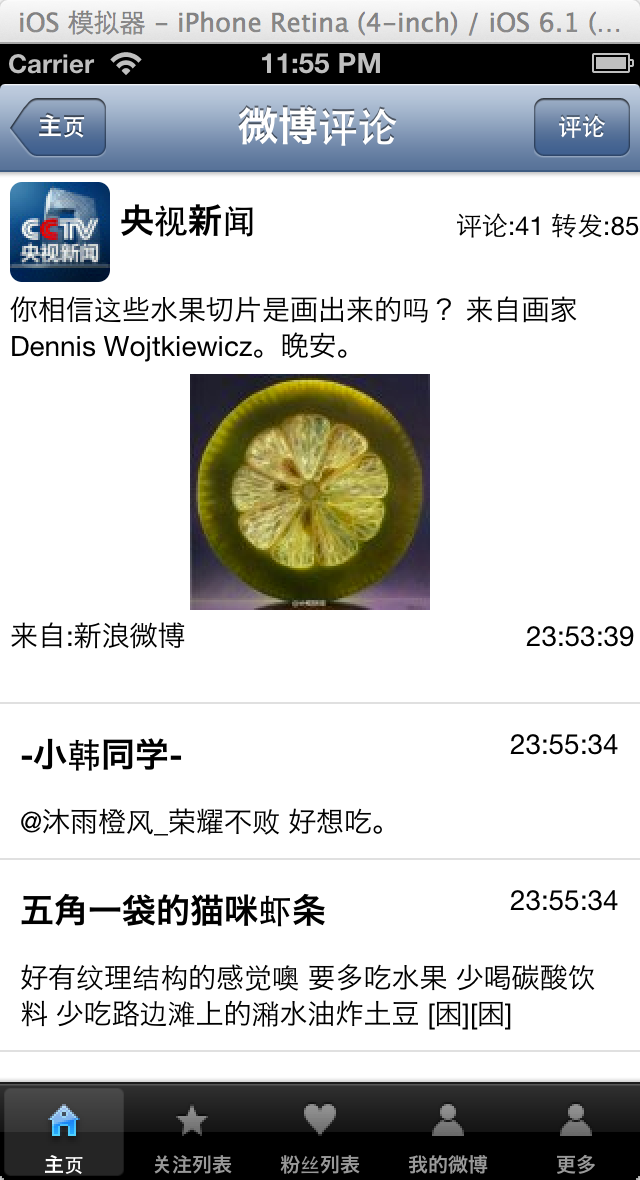 iOS 模拟器 – iPhone Retina (4-inch) / iOS 6.1 (...
Carrier 11:55 PM
主页 微博评论 评论
CCTV
央视新闻
央视新闻 评论:41 转发:85
你相信这些水果切片是画出来的吗？ 来自画家
Dennis Wojtkiewicz。晚安。
来自:新浪微博 23:53:39
-小韩同学- 23:55:34
@沐雨橙风_荣耀不败 好想吃。
五角一袋的猫咪虾条 23:55:34
好有纹理结构的感觉噢 要多吃水果 少喝碳酸饮
料 少吃路边滩上的潲水油炸土豆 [困][困]
主页 关注列表 粉丝列表 我的微博 更多